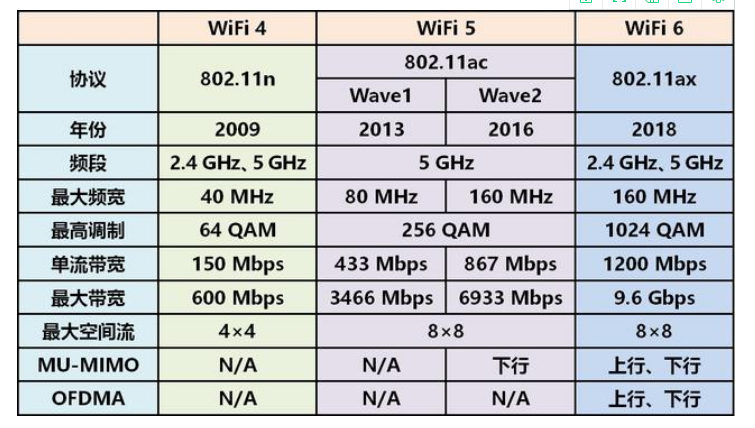 WiFi 4 WiFi 5 WiFi 6
协议 802.11n 802.11ac 802.11ax
Wave1 Wave2
年份 2009 2013 2016 2018
频段 2.4 GHz、5 GHz 5 GHz 2.4 GHz、5 GHz
最大频宽 40 MHz 80 MHz 160 MHz 160 MHz
最高调制 64 QAM 256 QAM 1024 QAM
单流带宽 150 Mbps 433 Mbps 867 Mbps 1200 Mbps
最大带宽 600 Mbps 3466 Mbps 6933 Mbps 9.6 Gbps
最大空间流 4×4 8×8 8×8
MU-MIMO N/A N/A 下行 上行、下行
OFDMA N/A N/A N/A 上行、下行